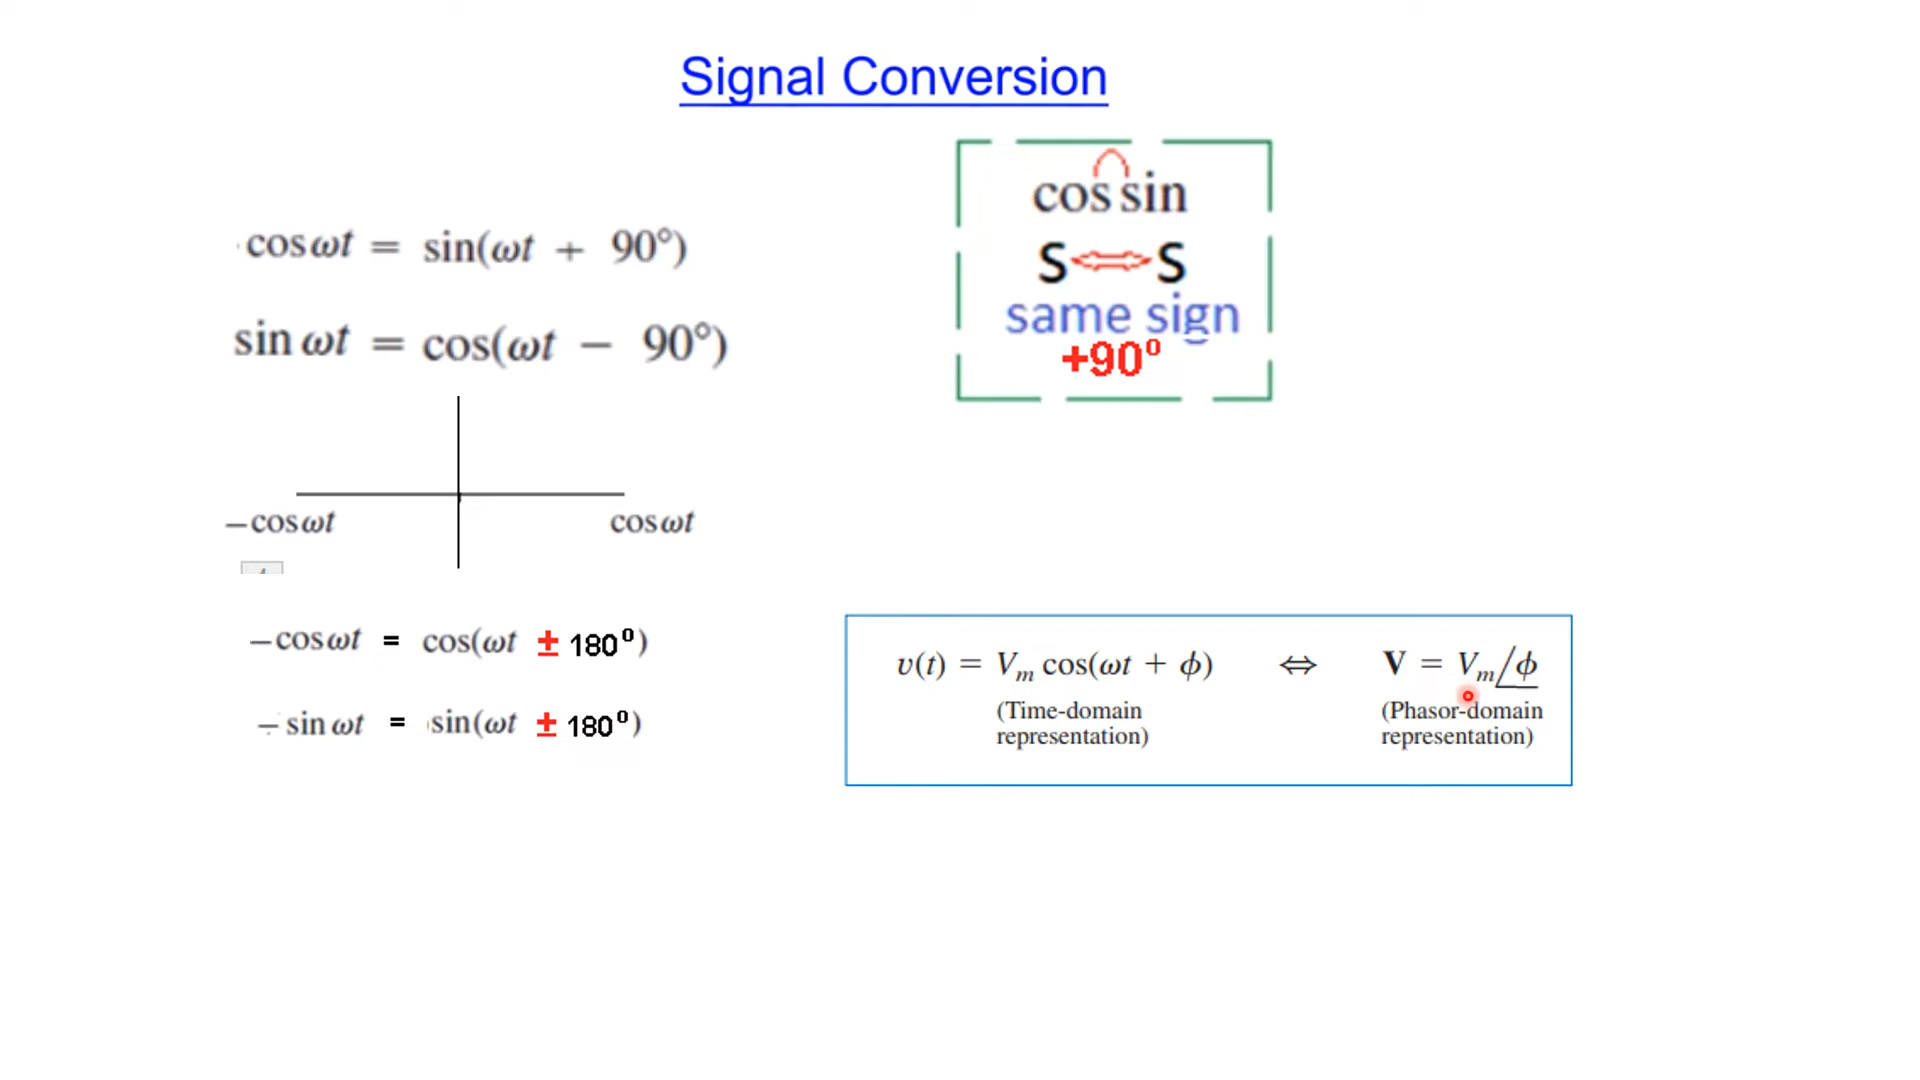 Signal Conversion
cos ωt = sin(ωt + 90°)
sin ωt = cos(ωt − 90°)
cos sin
S⇔S
same sign
+90⁰
−cos ωt
cos ωt
−cos ωt = cos(ωt ± 180⁰)
− sin ωt = sin(ωt ± 180⁰)
v(t) = Vₘ cos(ωt + ϕ) ⇔ V = Vₘ/ϕ
(Time-domain representation)
(Phasor-domain representation)